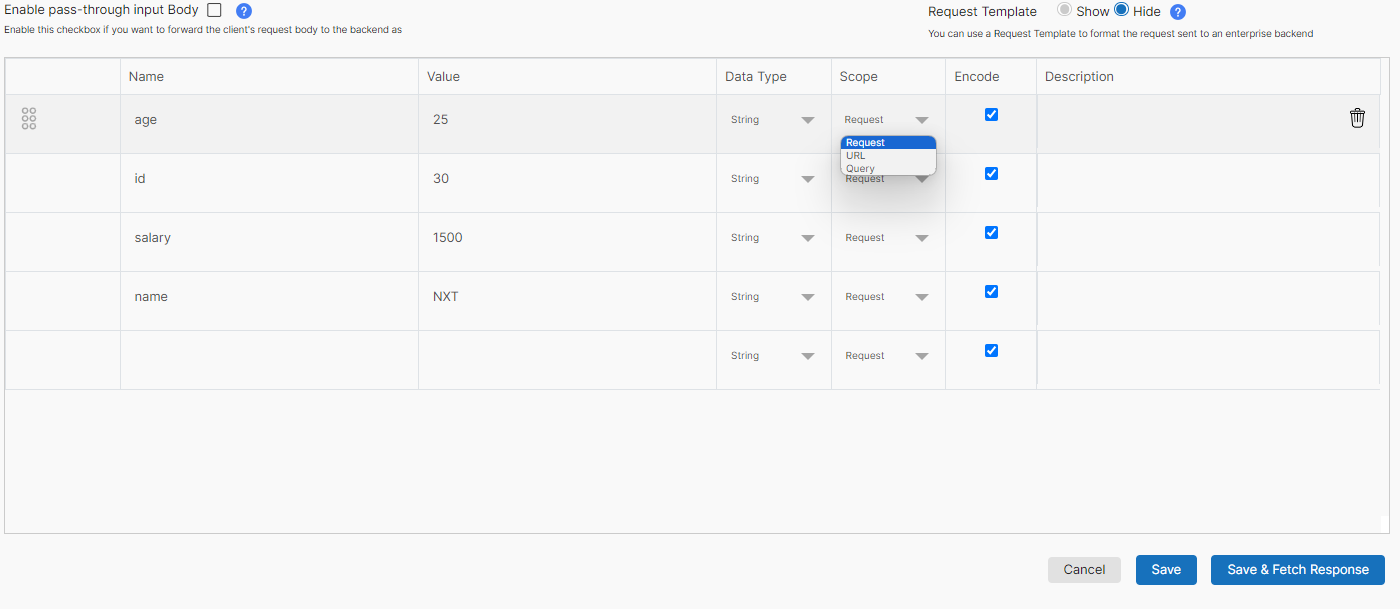 Enable pass-through input Body ?
Enable this checkbox if you want to forward the client's request body to the backend as
Request Template Show Hide ?
You can use a Request Template to format the request sent to an enterprise backend
Name Value Data Type Scope Encode Description
age 25 String Request
Request
URL
Query
id 30 String Request
salary 1500 String Request
name NXT String Request
String Request
Cancel Save Save & Fetch Response